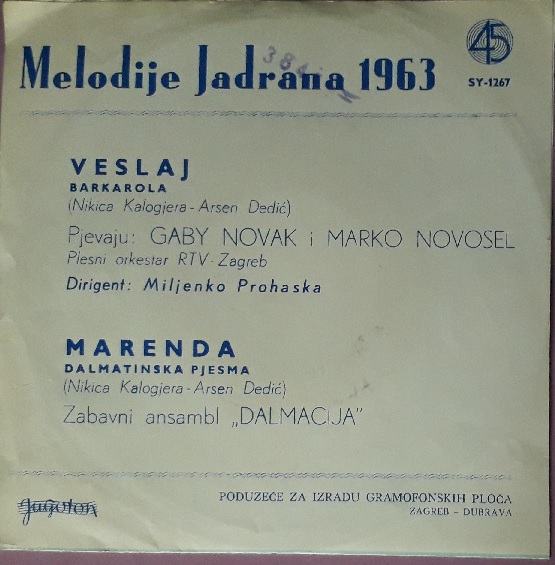 Melodije Jadrana 1963
45
SY-1267
VESLAJ
BARKAROLA
(Nikica Kalogjera - Arsen Dedić)
Pjevaju: GABY NOVAK i MARKO NOVOSEL
Plesni orkestar RTV - Zagreb
Dirigent: Miljenko Prohaska
MARENDA
DALMATINSKA PJESMA
(Nikica Kalogjera - Arsen Dedić)
Zabavni ansambl „DALMACIJA”
Jugoton
PODUZEĆE ZA IZRADU GRAMOFONSKIH PLOČA
ZAGREB – DUBRAVA